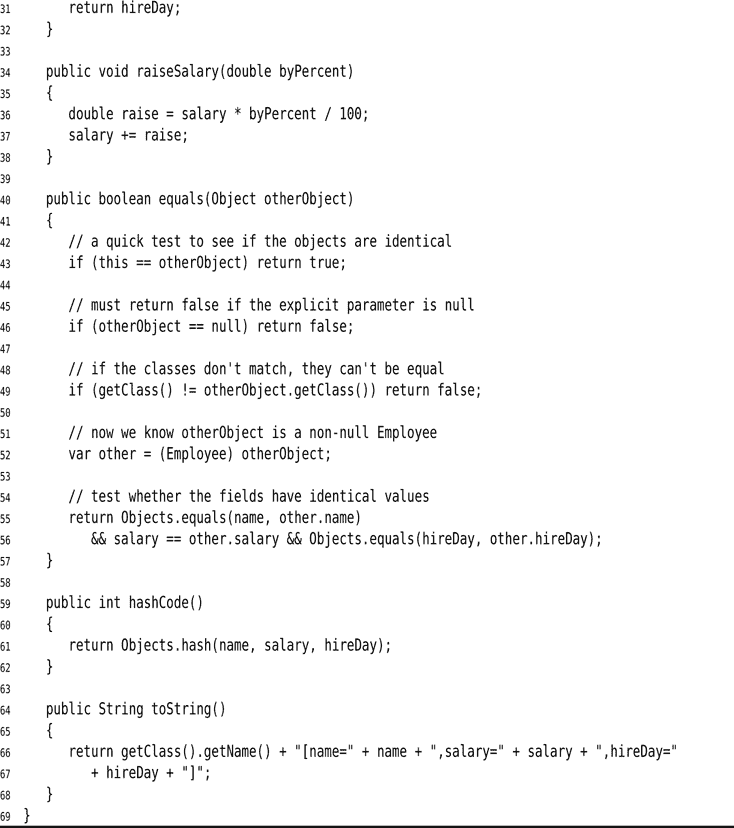 31 return hireDay;
32 }
33
34 public void raiseSalary(double byPercent)
35 {
36 double raise = salary * byPercent / 100;
37 salary += raise;
38 }
39
40 public boolean equals(Object otherObject)
41 {
42 // a quick test to see if the objects are identical
43 if (this == otherObject) return true;
44
45 // must return false if the explicit parameter is null
46 if (otherObject == null) return false;
47
48 // if the classes don't match, they can't be equal
49 if (getClass() != otherObject.getClass()) return false;
50
51 // now we know otherObject is a non-null Employee
52 var other = (Employee) otherObject;
53
54 // test whether the fields have identical values
55 return Objects.equals(name, other.name)
56 && salary == other.salary && Objects.equals(hireDay, other.hireDay);
57 }
58
59 public int hashCode()
60 {
61 return Objects.hash(name, salary, hireDay);
62 }
63
64 public String toString()
65 {
66 return getClass().getName() + "[name=" + name + ",salary=" + salary + ",hireDay="
67 + hireDay + "]";
68 }
69 }